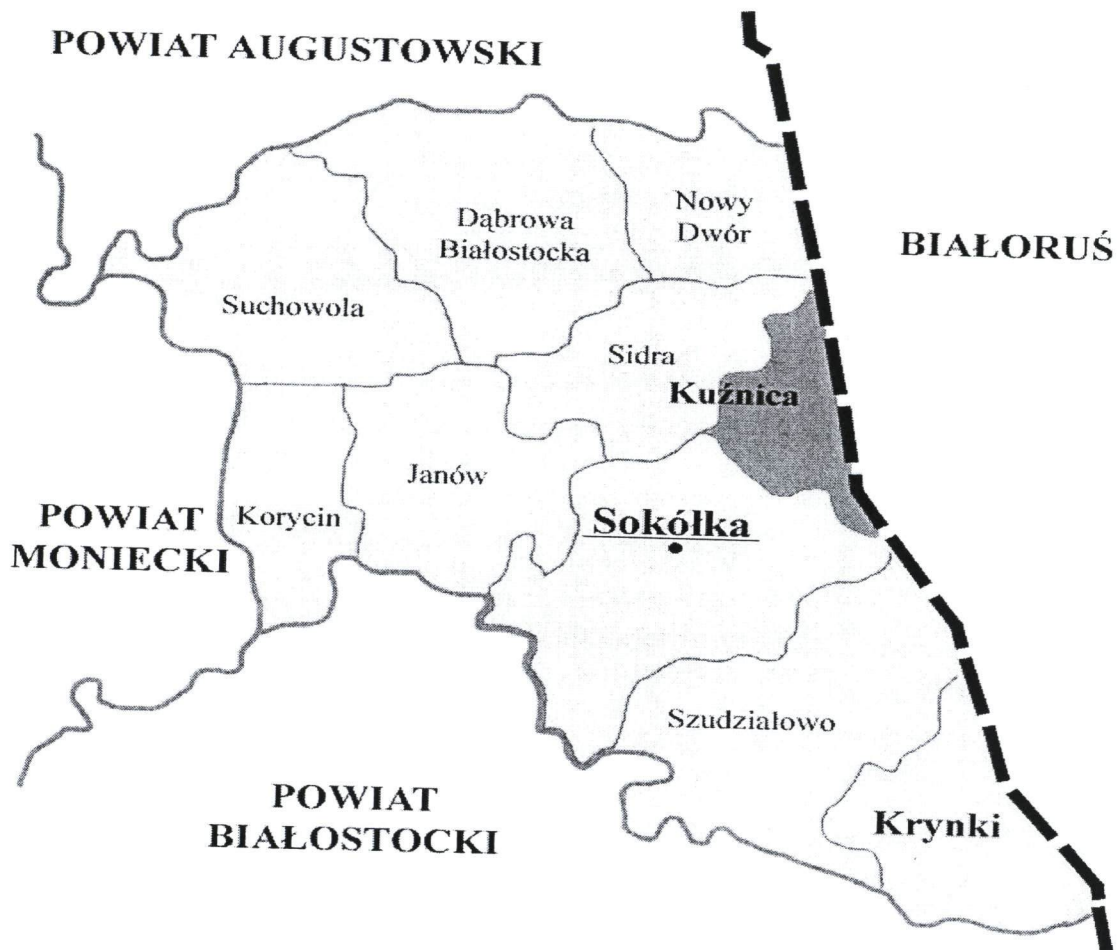 POWIAT AUGUSTOWSKI
Nowy
Dwór
Dąbrowa
Białostocka
BIAŁORUŚ
Suchowola
Sidra
Kuźnica
Janów
POWIAT
MONIECKI
Korycin
Sokółka
Szudziałowo
POWIAT
BIAŁOSTOCKI
Krynki